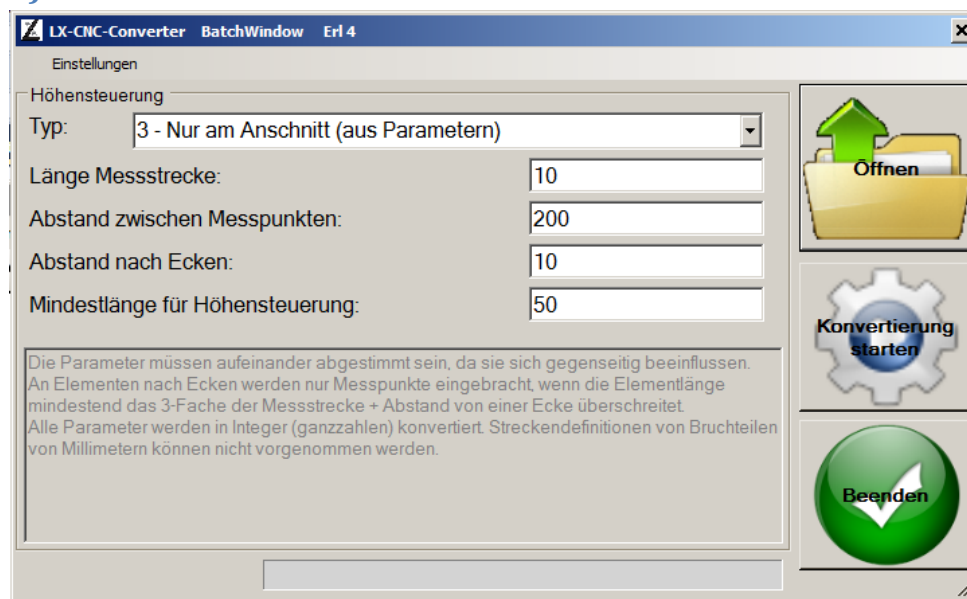 LX-CNC-Converter BatchWindow Erl 4
Einstellungen
Höhensteuerung
Typ: 3 - Nur am Anschnitt (aus Parametern)
Länge Messstrecke: 10
Abstand zwischen Messpunkten: 200
Abstand nach Ecken: 10
Mindestlänge für Höhensteuerung: 50
Die Parameter müssen aufeinander abgestimmt sein, da sie sich gegenseitig beeinflussen.
An Elementen nach Ecken werden nur Messpunkte eingebracht, wenn die Elementlänge
mindestend das 3-Fache der Messstrecke + Abstand von einer Ecke überschreitet.
Alle Parameter werden in Integer (ganzzahlen) konvertiert. Streckendefinitionen von Bruchteilen
von Millimetern können nicht vorgenommen werden.
Öffnen
Konvertierung
starten
Beenden